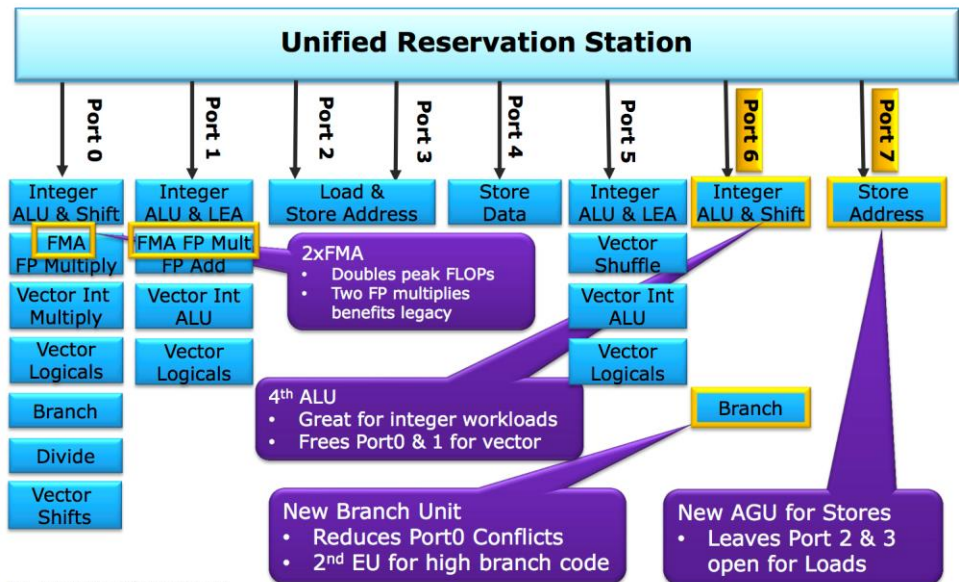 Unified Reservation Station
Port 0
Port 1
Port 2
Port 3
Port 4
Port 5
Port 6
Port 7
Integer
ALU & Shift
FMA
FP Multiply
Vector Int
Multiply
Vector
Logicals
Branch
Divide
Vector
Shifts
Integer
ALU & LEA
FMA FP Mult
FP Add
Vector Int
ALU
Vector
Logicals
Load &
Store Address
Store
Data
Integer
ALU & LEA
Vector
Shuffle
Vector Int
ALU
Vector
Logicals
Integer
ALU & Shift
Branch
Store
Address
2xFMA
• Doubles peak FLOPs
• Two FP multiplies
benefits legacy
4th ALU
• Great for integer workloads
• Frees Port0 & 1 for vector
New Branch Unit
• Reduces Port0 Conflicts
• 2nd EU for high branch code
New AGU for Stores
• Leaves Port 2 & 3
open for Loads